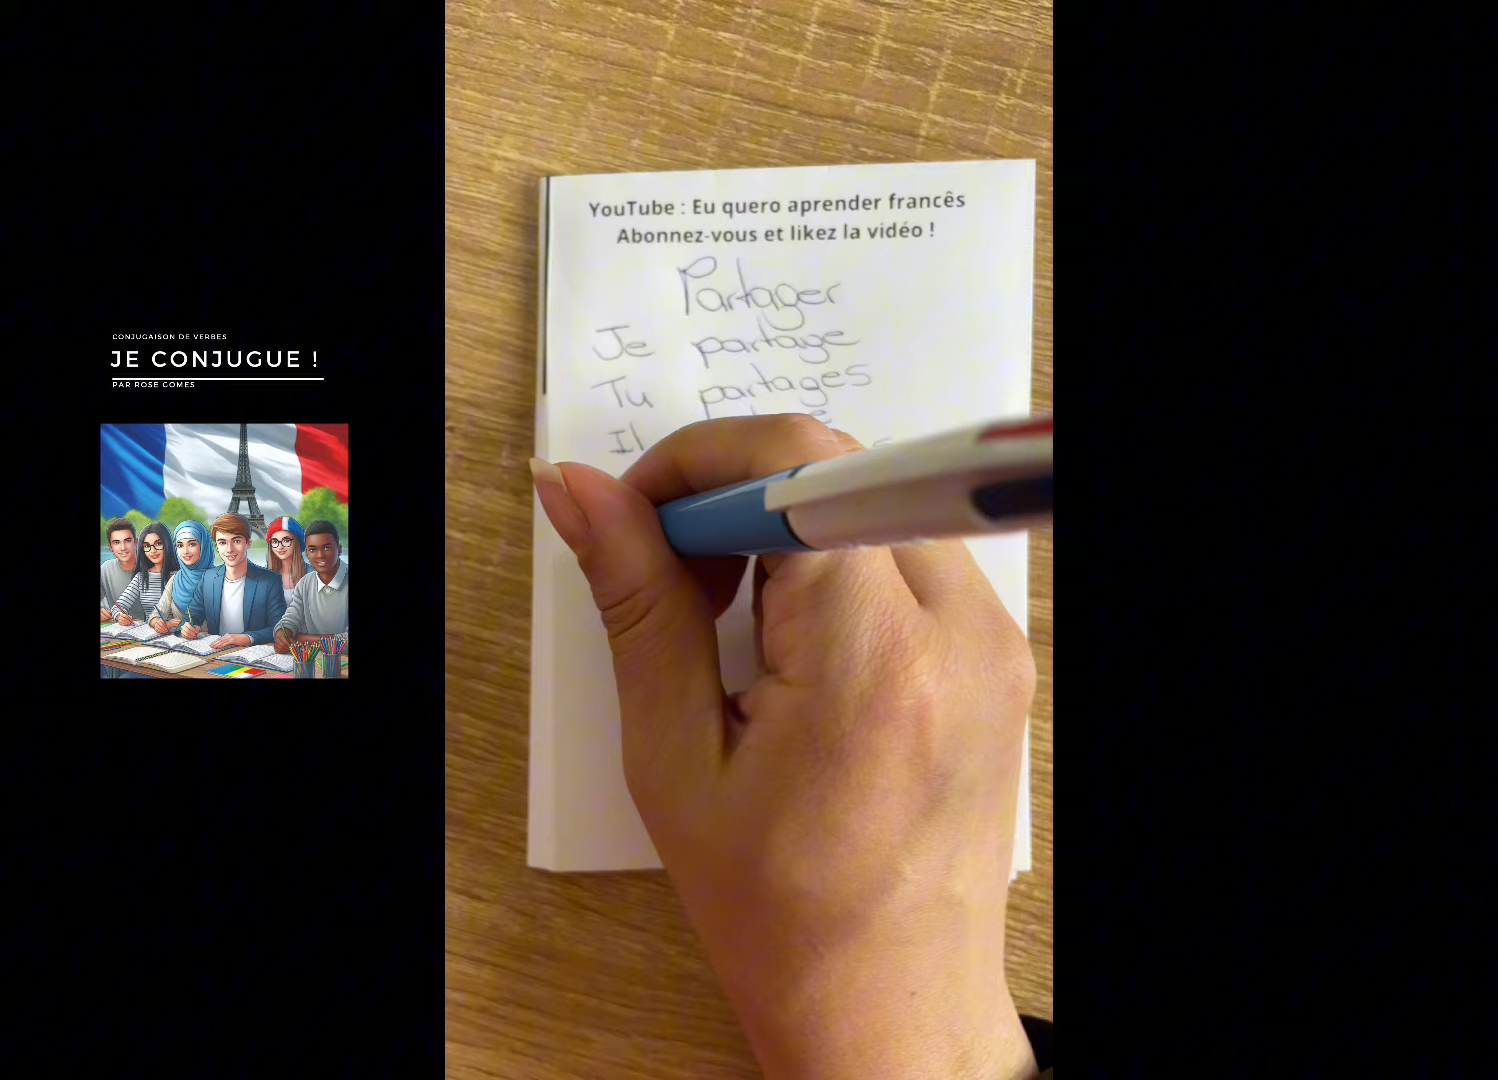 CONJUGAISON DE VERBES
JE CONJUGUE !
PAR ROSE GOMES
YouTube : Eu quero aprender francês
Abonnez-vous et likez la vidéo !
Partager
Je partage
Tu partages
Il